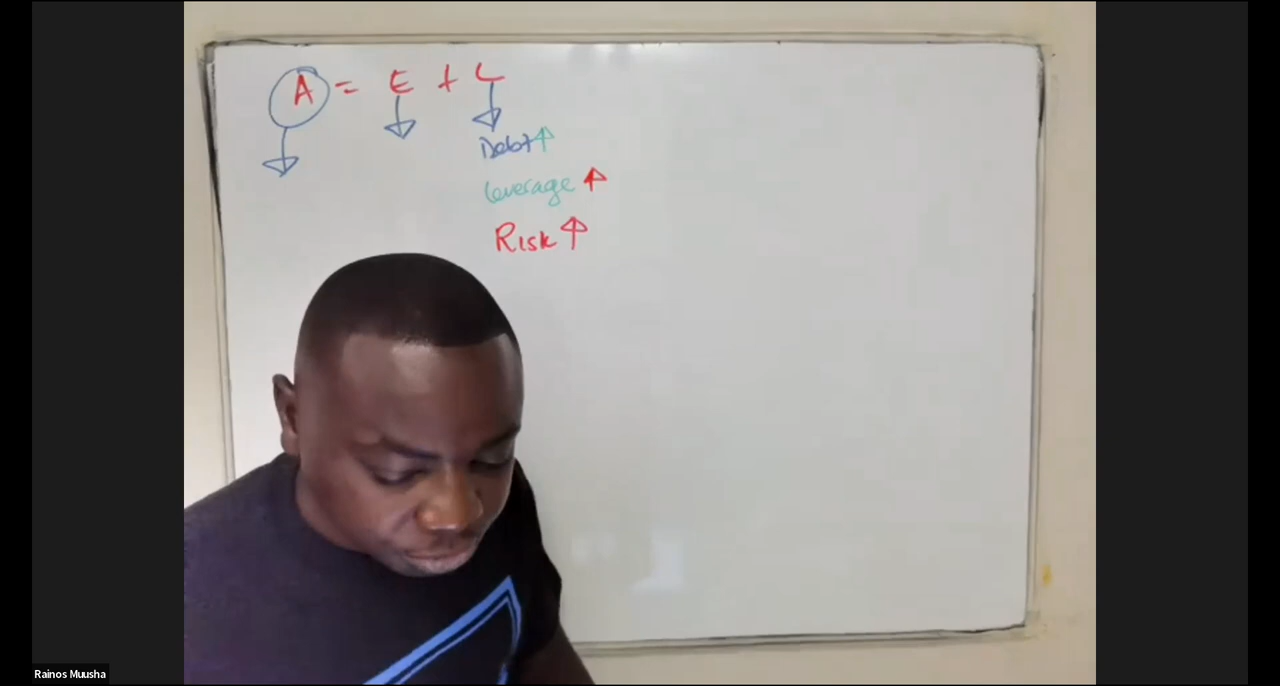 A = E + L
Debt↑
Leverage ↑
Risk ↑
Rainos Muusha